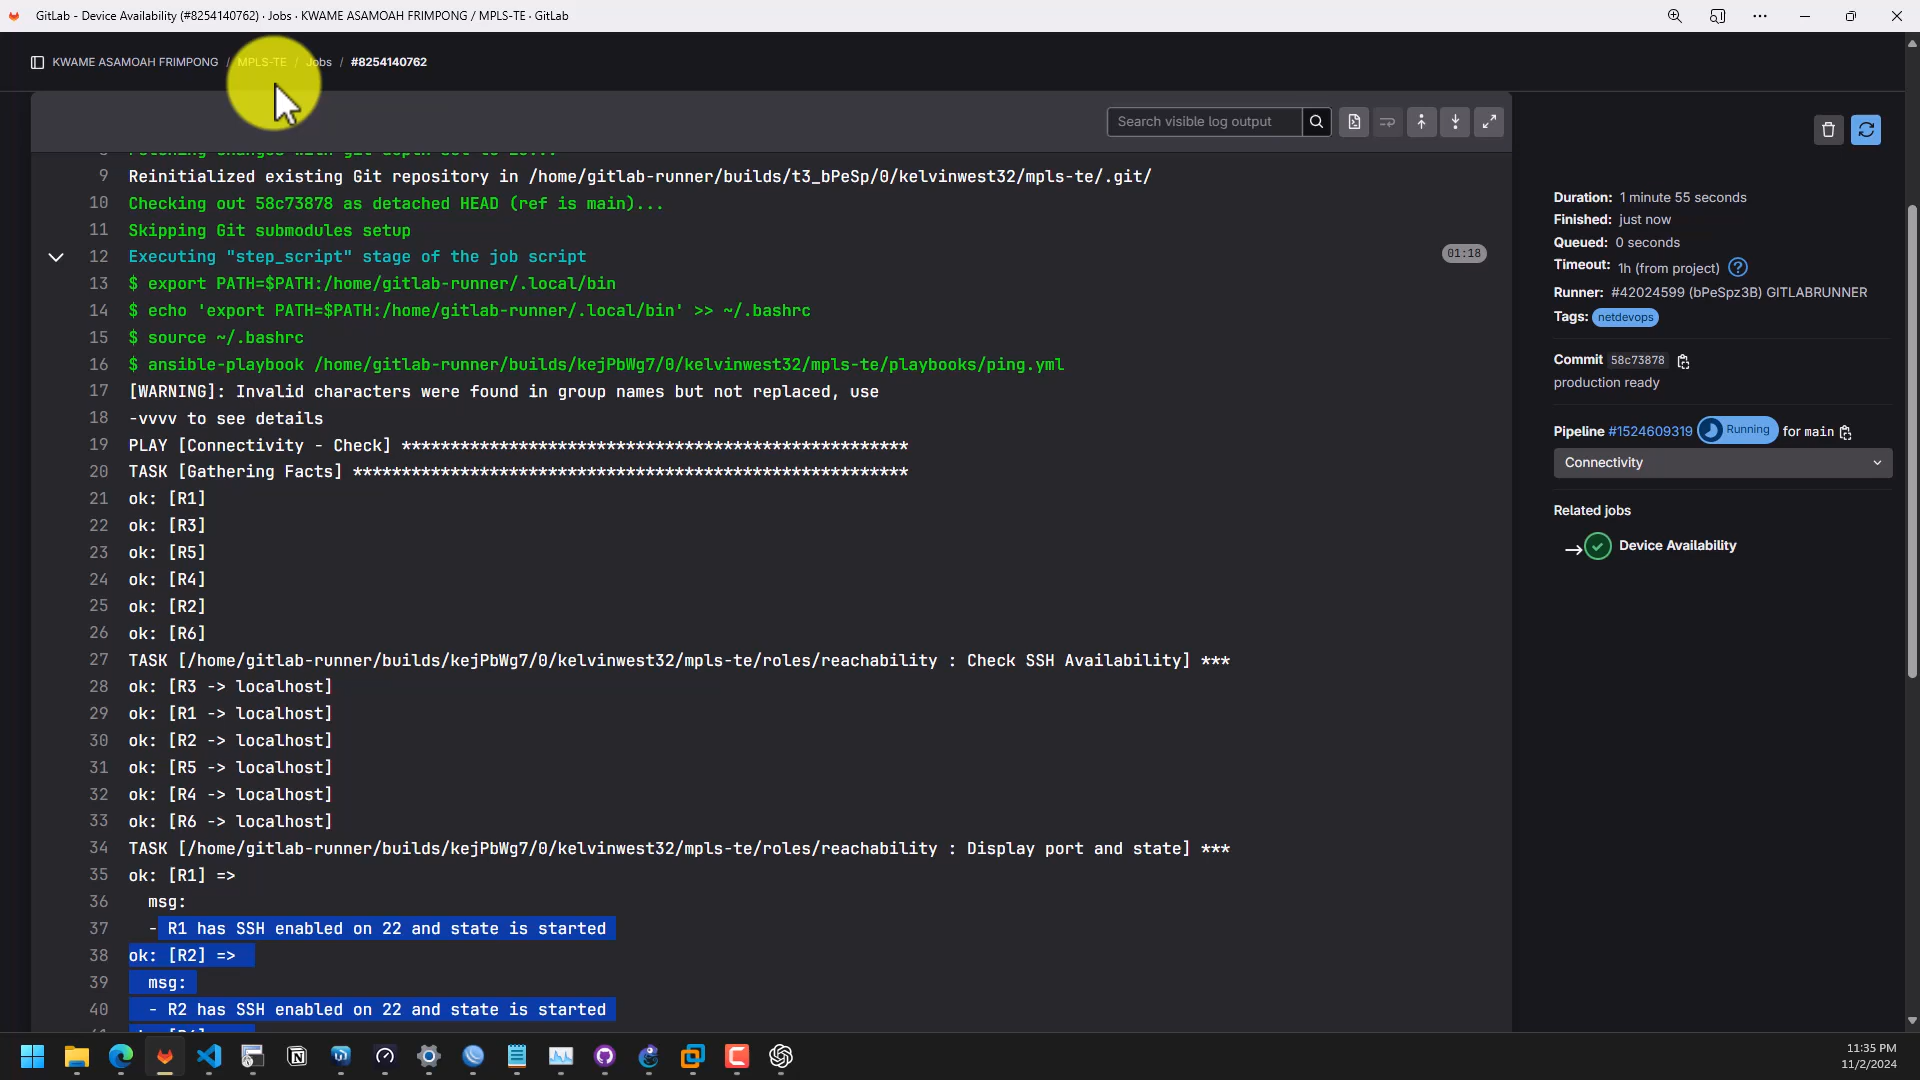 GitLab - Device Availability (#8254140762) · Jobs · KWAME ASAMOAH FRIMPONG / MPLS-TE · GitLab
KWAME ASAMOAH FRIMPONG / MPLS-TE / Jobs / #8254140762
Search visible log output
9 Reinitialized existing Git repository in /home/gitlab-runner/builds/t3_bPeSp/0/kelvinwest32/mpls-te/.git/
10 Checking out 58c73878 as detached HEAD (ref is main)...
11 Skipping Git submodules setup
12 Executing "step_script" stage of the job script 01:18
13 $ export PATH=$PATH:/home/gitlab-runner/.local/bin
14 $ echo 'export PATH=$PATH:/home/gitlab-runner/.local/bin' >> ~/.bashrc
15 $ source ~/.bashrc
16 $ ansible-playbook /home/gitlab-runner/builds/kejPbWg7/0/kelvinwest32/mpls-te/playbooks/ping.yml
17 [WARNING]: Invalid characters were found in group names but not replaced, use
18 -vvvv to see details
19 PLAY [Connectivity - Check] ****************************************************
20 TASK [Gathering Facts] *********************************************************
21 ok: [R1]
22 ok: [R3]
23 ok: [R5]
24 ok: [R4]
25 ok: [R2]
26 ok: [R6]
27 TASK [/home/gitlab-runner/builds/kejPbWg7/0/kelvinwest32/mpls-te/roles/reachability : Check SSH Availability] ***
28 ok: [R3 -> localhost]
29 ok: [R1 -> localhost]
30 ok: [R2 -> localhost]
31 ok: [R5 -> localhost]
32 ok: [R4 -> localhost]
33 ok: [R6 -> localhost]
34 TASK [/home/gitlab-runner/builds/kejPbWg7/0/kelvinwest32/mpls-te/roles/reachability : Display port and state] ***
35 ok: [R1] =>
36 msg:
37 - R1 has SSH enabled on 22 and state is started
38 ok: [R2] =>
39 msg:
40 - R2 has SSH enabled on 22 and state is started
Duration: 1 minute 55 seconds
Finished: just now
Queued: 0 seconds
Timeout: 1h (from project)
Runner: #42024599 (bPeSpz3B) GITLABRUNNER
Tags: netdevops
Commit 58c73878
production ready
Pipeline #1524609319 Running for main
Connectivity
Related jobs
Device Availability
11:35 PM
11/2/2024